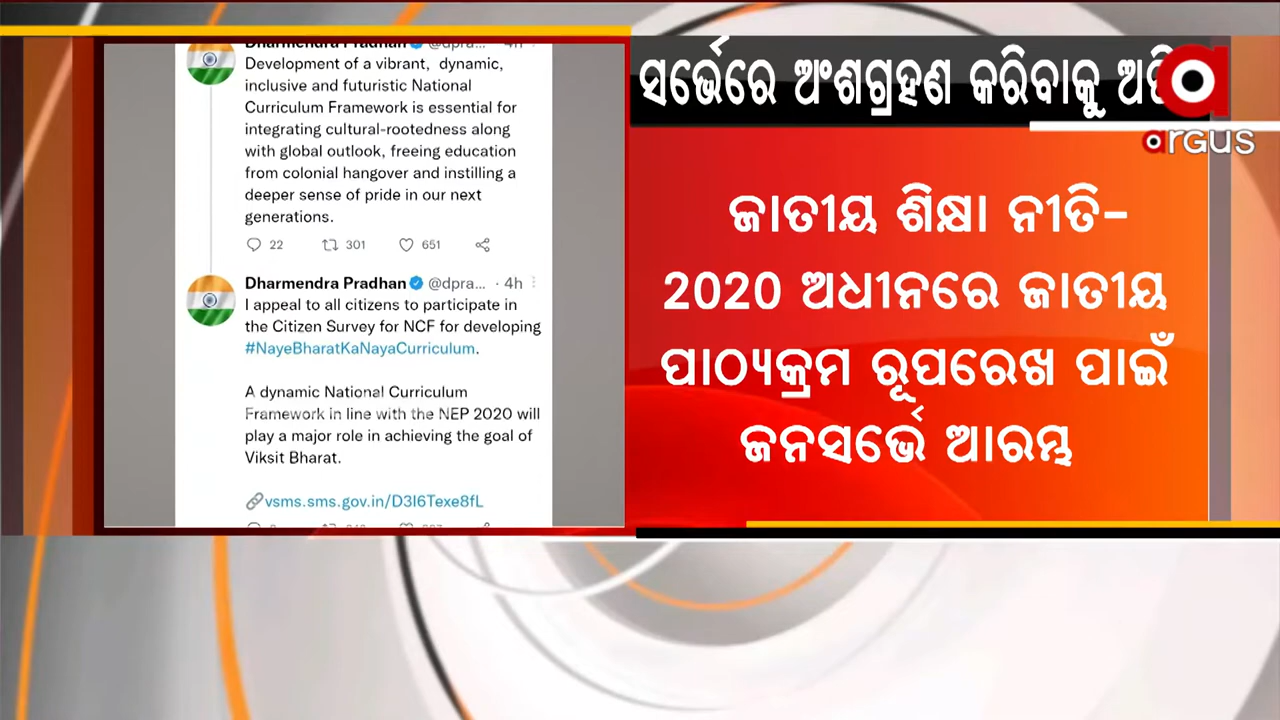 Dharmendra Pradhan @dpra... · 4h
Development of a vibrant, dynamic,
inclusive and futuristic National
Curriculum Framework is essential for
integrating cultural-rootedness along
with global outlook, freeing education
from colonial hangover and instilling a
deeper sense of pride in our next
generations.
22 301 651
Dharmendra Pradhan @dpra... · 4h
I appeal to all citizens to participate in
the Citizen Survey for NCF for developing
#NayeBharatKaNayaCurriculum.
A dynamic National Curriculum
Framework in line with the NEP 2020 will
play a major role in achieving the goal of
Viksit Bharat.
vsms.sms.gov.in/D3I6Texe8fL
ସର୍ଭେରେ ଅଂଶଗ୍ରହଣ କରିବାକୁ
a
argus
ଜାତୀୟ ଶିକ୍ଷା ନୀତି-
2020 ଅଧୀନରେ ଜାତୀୟ
ପାଠ୍ୟକ୍ରମ ରୂପରେଖ ପାଇଁ
ଜନସର୍ଭେ ଆରମ୍ଭ